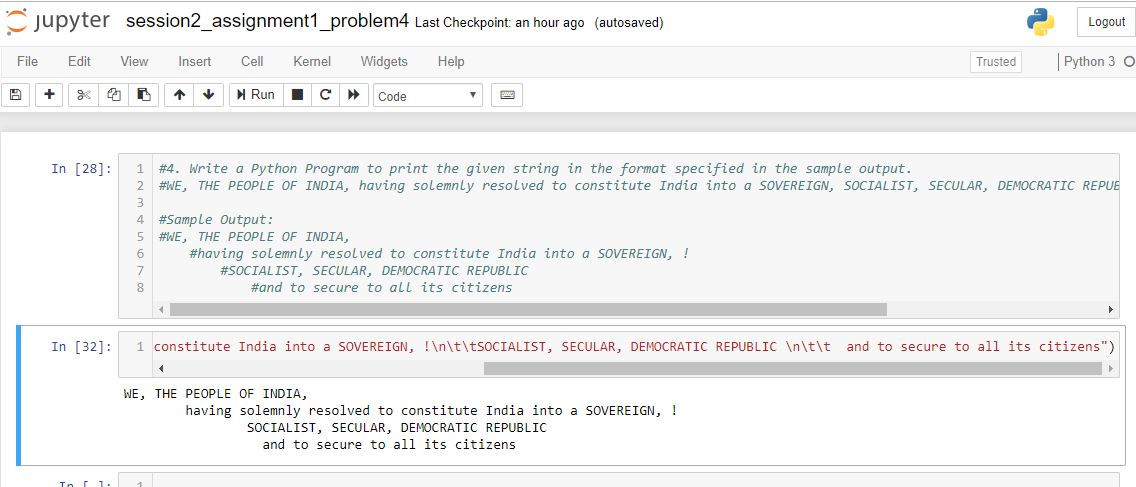 jupyter session2_assignment1_problem4 Last Checkpoint: an hour ago (autosaved) Logout
File Edit View Insert Cell Kernel Widgets Help Trusted Python 3
Run Code
In [28]:
1 #4. Write a Python Program to print the given string in the format specified in the sample output.
2 #WE, THE PEOPLE OF INDIA, having solemnly resolved to constitute India into a SOVEREIGN, SOCIALIST, SECULAR, DEMOCRATIC REPUB
3
4 #Sample Output:
5 #WE, THE PEOPLE OF INDIA,
6 #having solemnly resolved to constitute India into a SOVEREIGN, !
7 #SOCIALIST, SECULAR, DEMOCRATIC REPUBLIC
8 #and to secure to all its citizens
In [32]:
1 constitute India into a SOVEREIGN, !\n\t\tSOCIALIST, SECULAR, DEMOCRATIC REPUBLIC \n\t\t  and to secure to all its citizens")
WE, THE PEOPLE OF INDIA,
having solemnly resolved to constitute India into a SOVEREIGN, !
SOCIALIST, SECULAR, DEMOCRATIC REPUBLIC
and to secure to all its citizens
In [ ]:
1